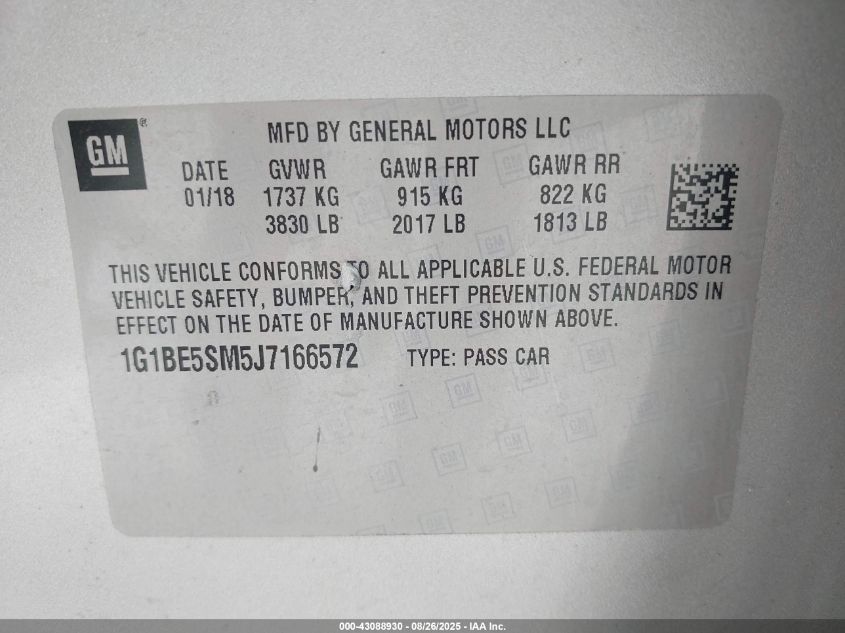 GM ®
MFD BY GENERAL MOTORS LLC
DATE GVWR GAWR FRT GAWR RR
01/18 1737 KG 915 KG 822 KG
3830 LB 2017 LB 1813 LB
THIS VEHICLE CONFORMS TO ALL APPLICABLE U.S. FEDERAL MOTOR
VEHICLE SAFETY, BUMPER, AND THEFT PREVENTION STANDARDS IN
EFFECT ON THE DATE OF MANUFACTURE SHOWN ABOVE.
1G1BE5SM5J7166572 TYPE: PASS CAR
000-43088930 - 08/26/2025 - IAA Inc.